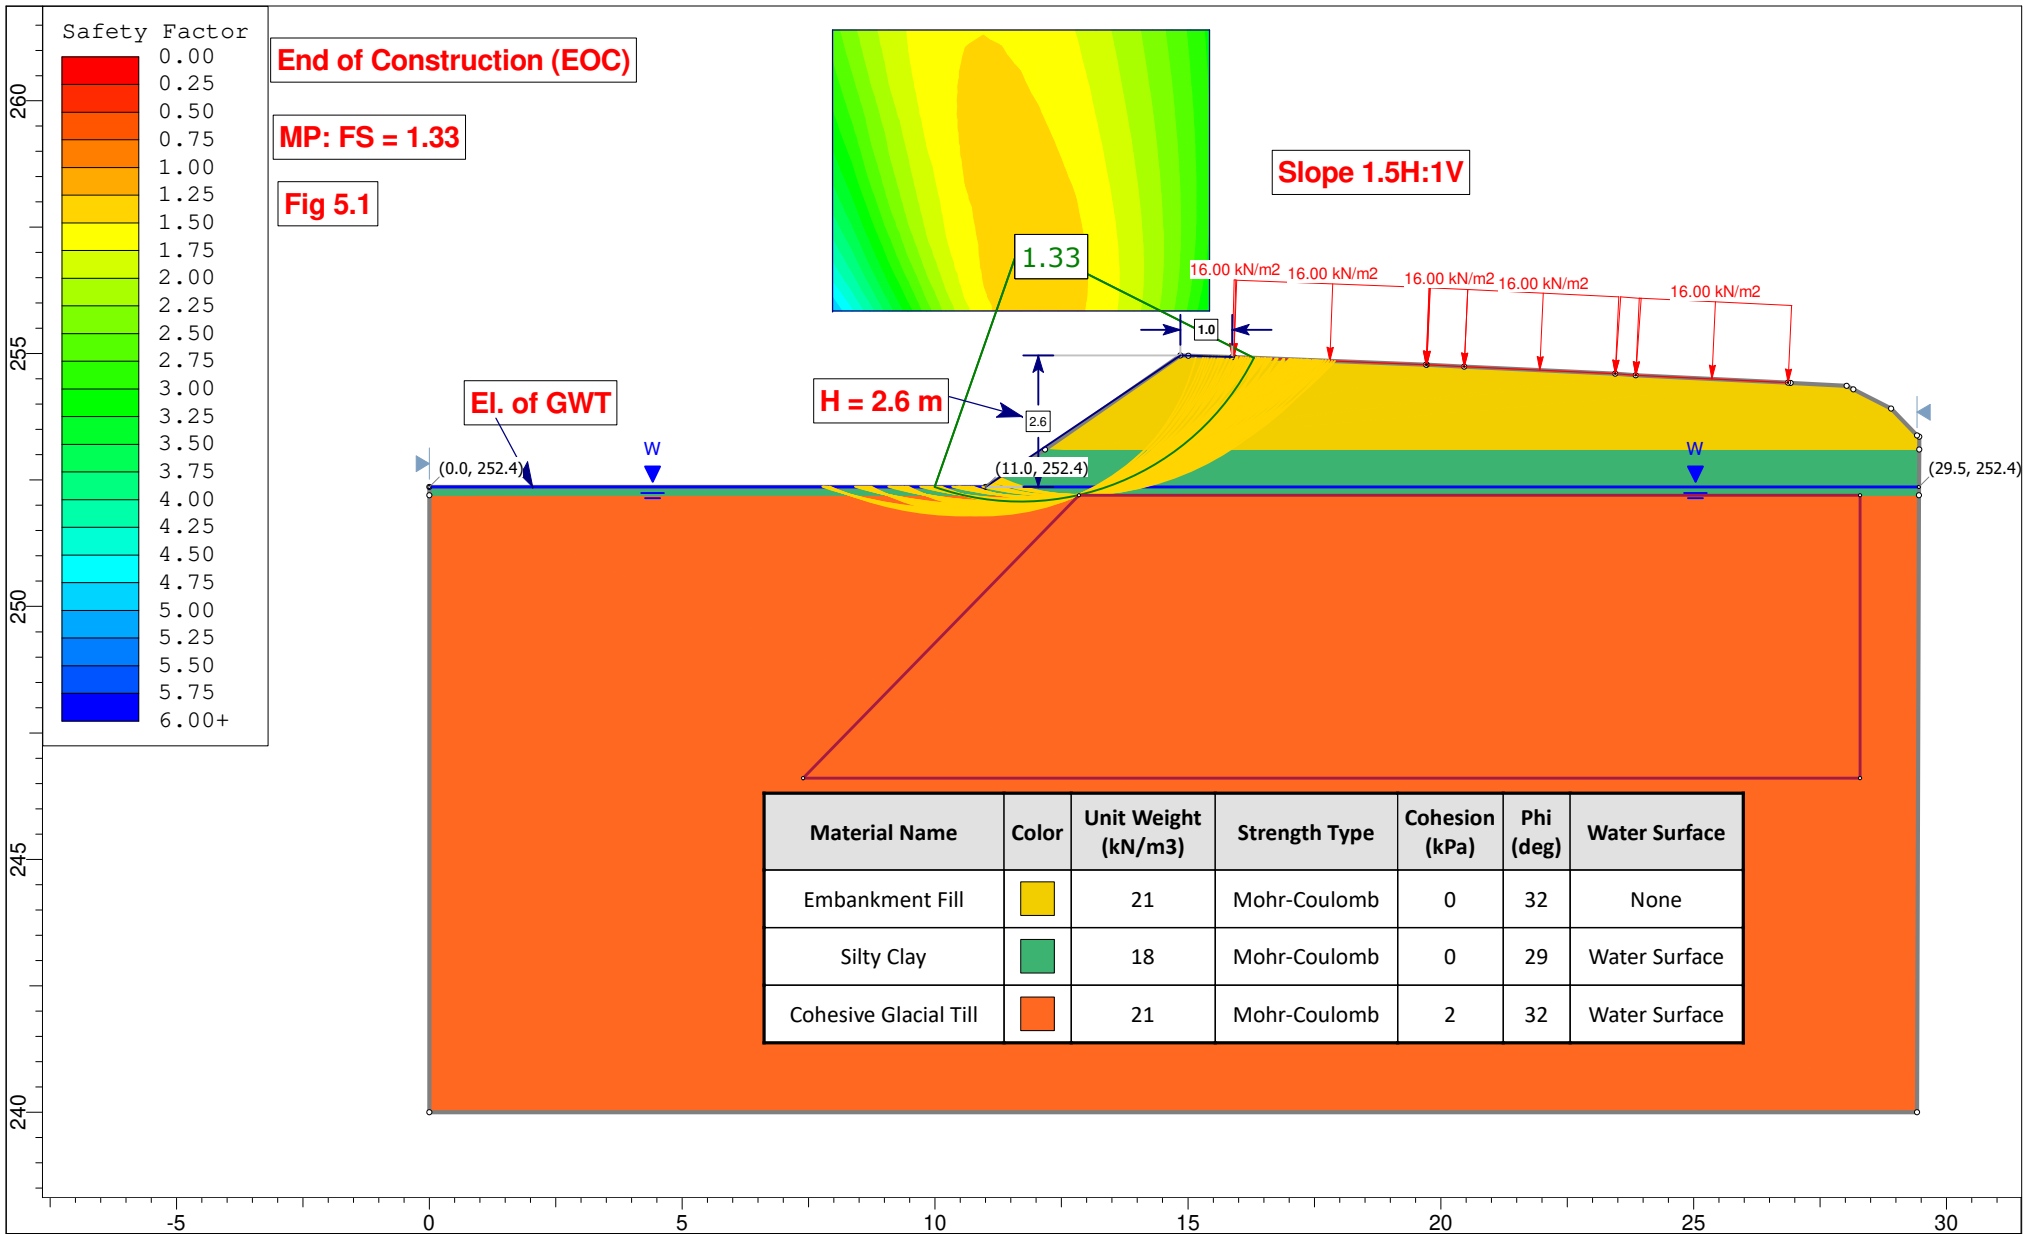 Safety Factor
0.00
0.25
0.50
0.75
1.00
1.25
1.50
1.75
2.00
2.25
2.50
2.75
3.00
3.25
3.50
3.75
4.00
4.25
4.50
4.75
5.00
5.25
5.50
5.75
6.00+
End of Construction (EOC)
MP: FS = 1.33
Fig 5.1
Slope 1.5H:1V
1.33
16.00 kN/m2
16.00 kN/m2
16.00 kN/m2
16.00 kN/m2
16.00 kN/m2
1.0
H = 2.6 m
2.6
El. of GWT
W
W
(0.0, 252.4)
(11.0, 252.4)
(29.5, 252.4)
Material Name Color Unit Weight (kN/m3) Strength Type Cohesion (kPa) Phi (deg) Water Surface
Embankment Fill 21 Mohr-Coulomb 0 32 None
Silty Clay 18 Mohr-Coulomb 0 29 Water Surface
Cohesive Glacial Till 21 Mohr-Coulomb 2 32 Water Surface
260
255
250
245
240
-5 0 5 10 15 20 25 30